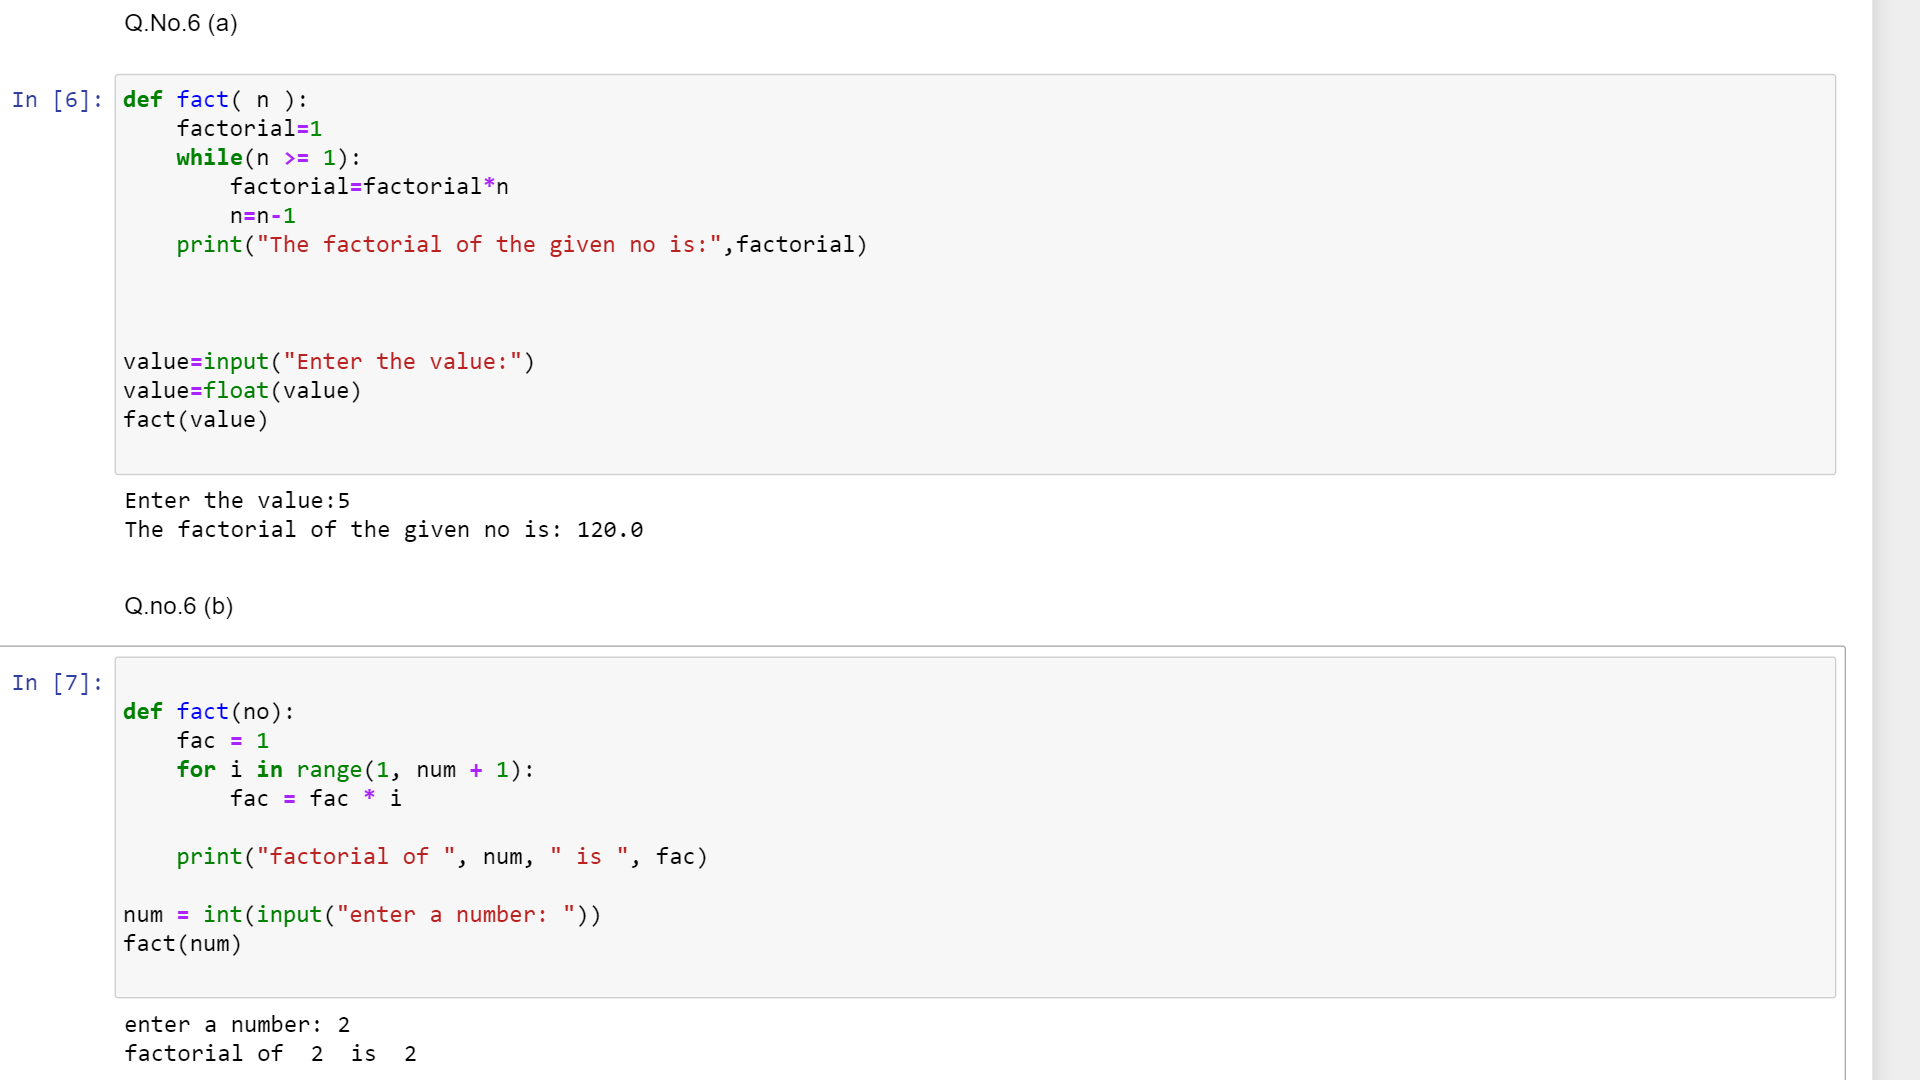 Q.No.6 (a)
In [6]:
def fact( n ):
    factorial=1
    while(n >= 1):
        factorial=factorial*n
        n=n-1
    print("The factorial of the given no is:",factorial)
value=input("Enter the value:")
value=float(value)
fact(value)
Enter the value:5
The factorial of the given no is: 120.0
Q.no.6 (b)
In [7]:
def fact(no):
    fac = 1
    for i in range(1, num + 1):
        fac = fac * i
    print("factorial of ", num, " is ", fac)
num = int(input("enter a number: "))
fact(num)
enter a number: 2
factorial of  2  is  2